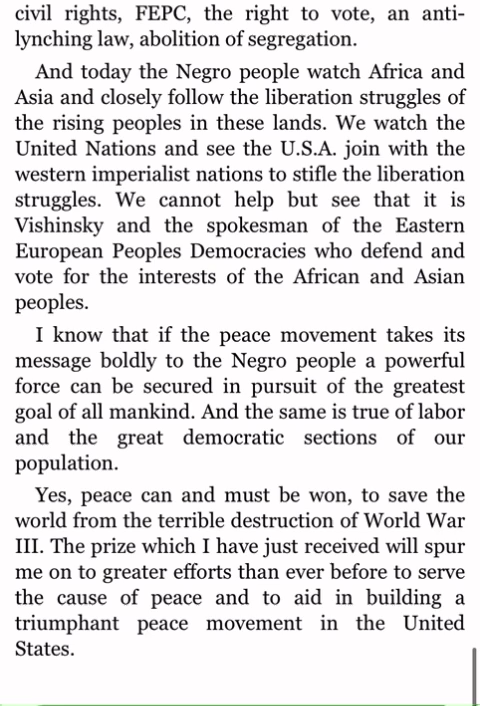 civil rights, FEPC, the right to vote, an anti-
lynching law, abolition of segregation.
And today the Negro people watch Africa and
Asia and closely follow the liberation struggles of
the rising peoples in these lands. We watch the
United Nations and see the U.S.A. join with the
western imperialist nations to stifle the liberation
struggles. We cannot help but see that it is
Vishinsky and the spokesman of the Eastern
European Peoples Democracies who defend and
vote for the interests of the African and Asian
peoples.
I know that if the peace movement takes its
message boldly to the Negro people a powerful
force can be secured in pursuit of the greatest
goal of all mankind. And the same is true of labor
and the great democratic sections of our
population.
Yes, peace can and must be won, to save the
world from the terrible destruction of World War
III. The prize which I have just received will spur
me on to greater efforts than ever before to serve
the cause of peace and to aid in building a
triumphant peace movement in the United
States.